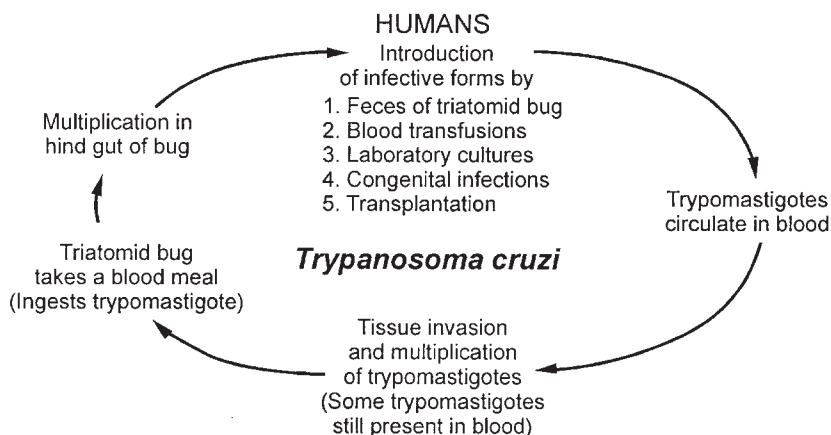 HUMANS
Introduction
of infective forms by
1. Feces of triatomid bug
2. Blood transfusions
3. Laboratory cultures
4. Congenital infections
5. Transplantation
Trypomastigotes
circulate in blood
Tissue invasion
and multiplication
of trypomastigotes
(Some trypomastigotes
still present in blood)
Triatomid bug
takes a blood meal
(Ingests trypomastigote)
Multiplication in
hind gut of bug
Trypanosoma cruzi